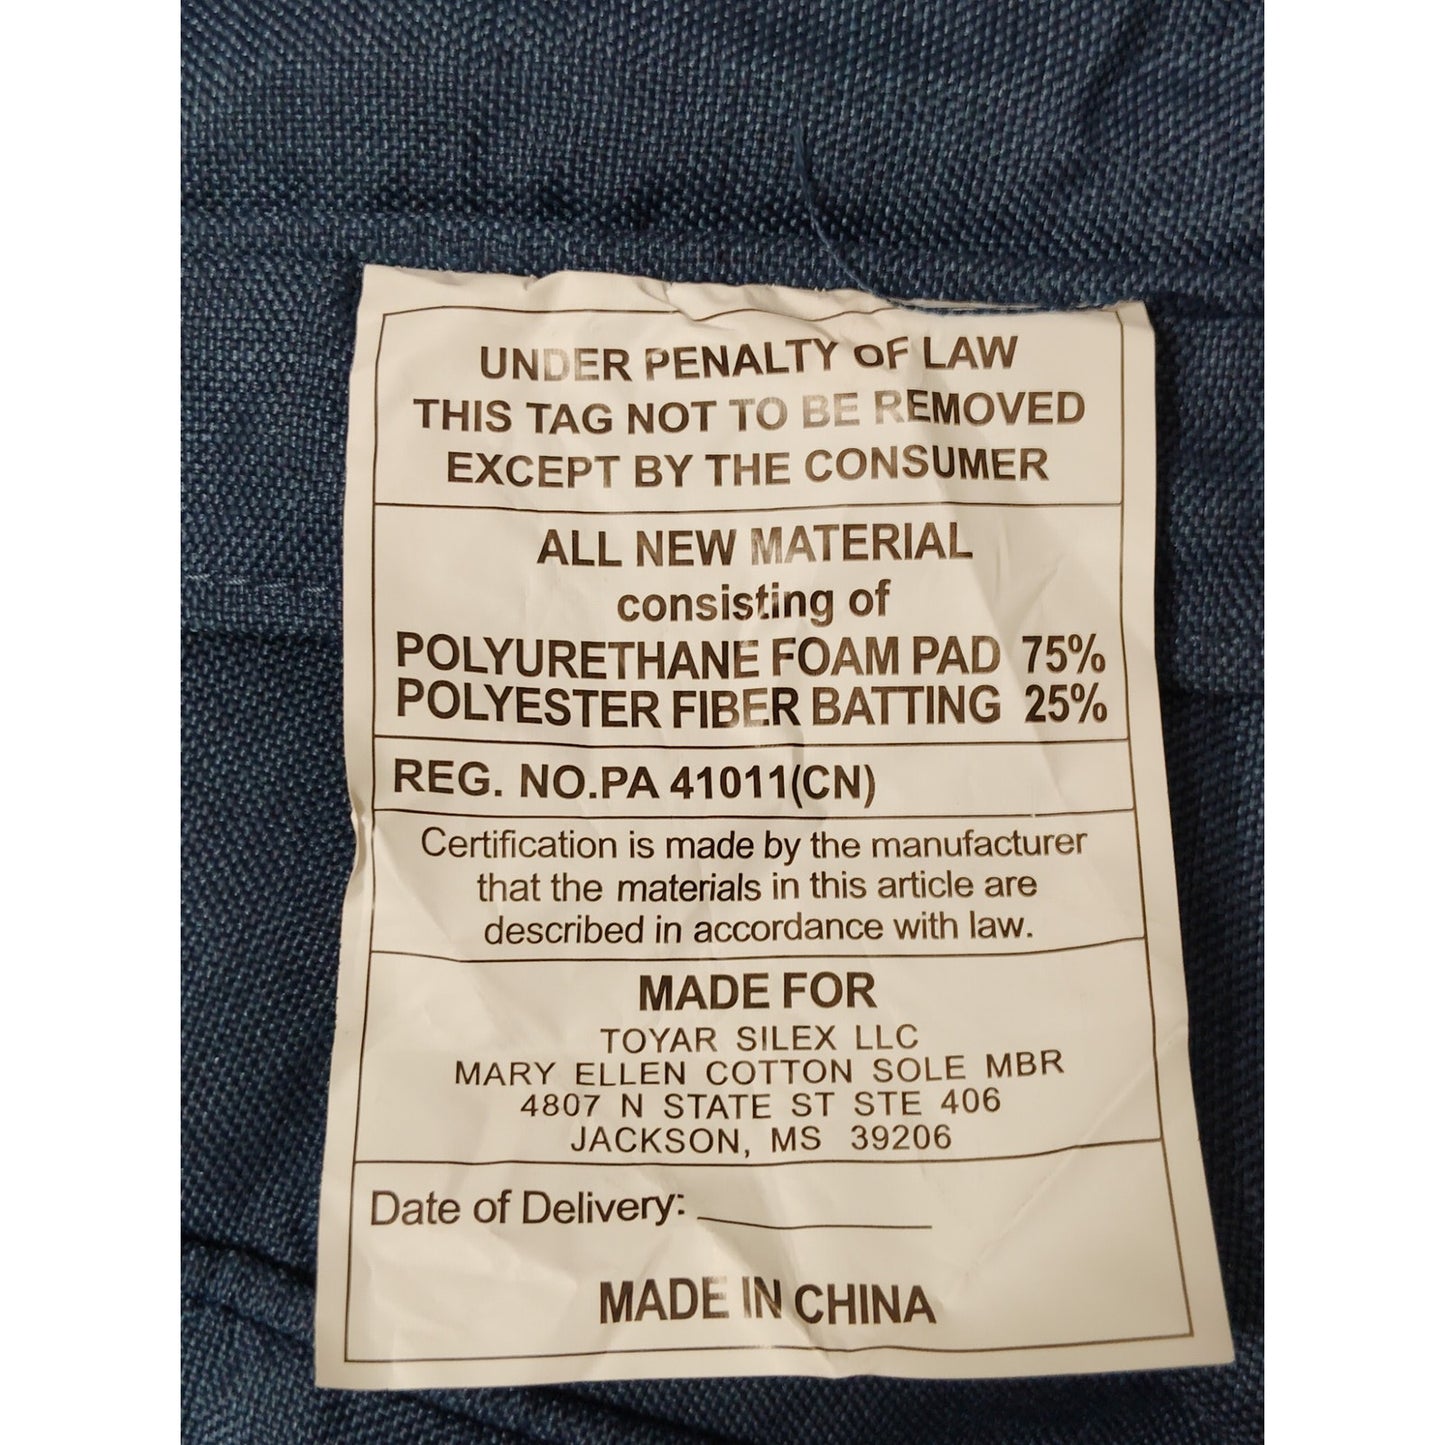 UNDER PENALTY OF LAW
THIS TAG NOT TO BE REMOVED
EXCEPT BY THE CONSUMER
ALL NEW MATERIAL
consisting of
POLYURETHANE FOAM PAD 75%
POLYESTER FIBER BATTING 25%
REG. NO.PA 41011(CN)
Certification is made by the manufacturer
that the materials in this article are
described in accordance with law.
MADE FOR
TOYAR SILEX LLC
MARY ELLEN COTTON SOLE MBR
4807 N STATE ST STE 406
JACKSON, MS 39206
Date of Delivery:
MADE IN CHINA